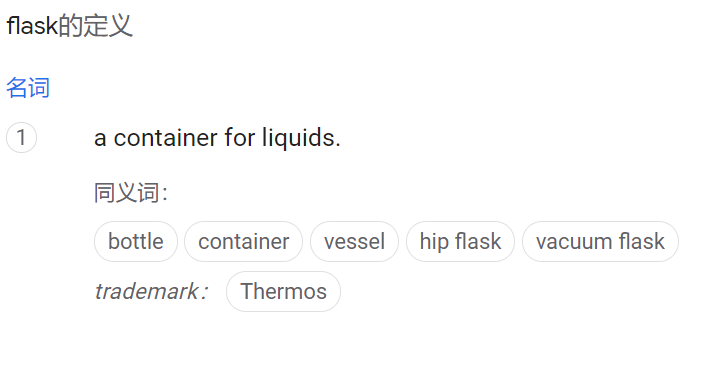 flask的定义
名词
1 a container for liquids.
同义词：
bottle container vessel hip flask vacuum flask
trademark： Thermos